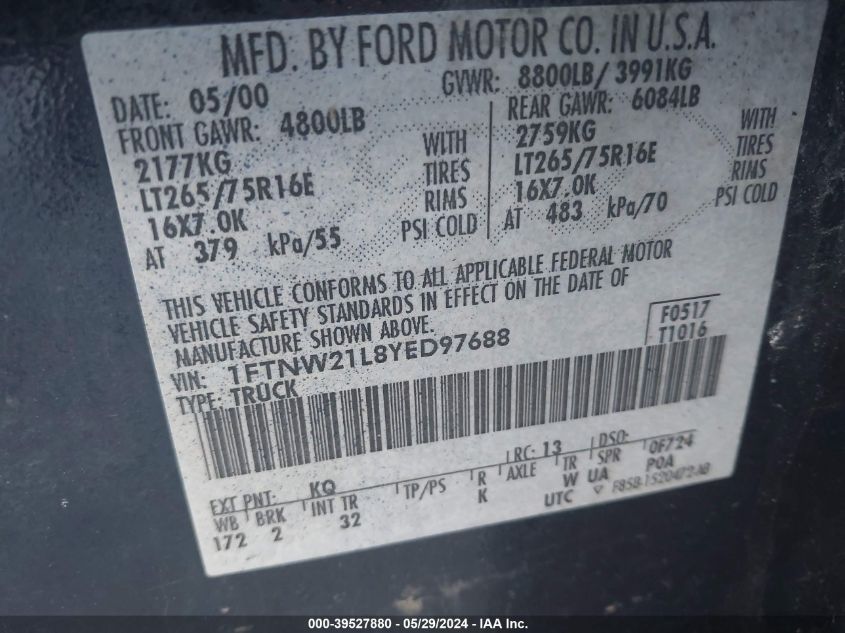 MFD. BY FORD MOTOR CO. IN U.S.A.
DATE: 05/00 GVWR: 8800LB/ 3991KG
FRONT GAWR: 4800LB REAR GAWR: 6084LB
2177KG WITH 2759KG WITH
LT265/75R16E TIRES LT265/75R16E TIRES
16X7.0K RIMS 16X7.0K RIMS
AT 379 kPa/55 PSI COLD AT 483 kPa/70 PSI COLD
THIS VEHICLE CONFORMS TO ALL APPLICABLE FEDERAL MOTOR
VEHICLE SAFETY STANDARDS IN EFFECT ON THE DATE OF
MANUFACTURE SHOWN ABOVE. F0517
VIN: 1FTNW21L8YED97688 T1016
TYPE: TRUCK
EXT PNT: KQ RC: 13 DSO: 0F724
WB BRK INT TR TP/PS R AXLE TR SPR POA
172 2 32 K W UA
UTC ▽ F85B-1520472-AB
000-39527880 - 05/29/2024 - IAA Inc.